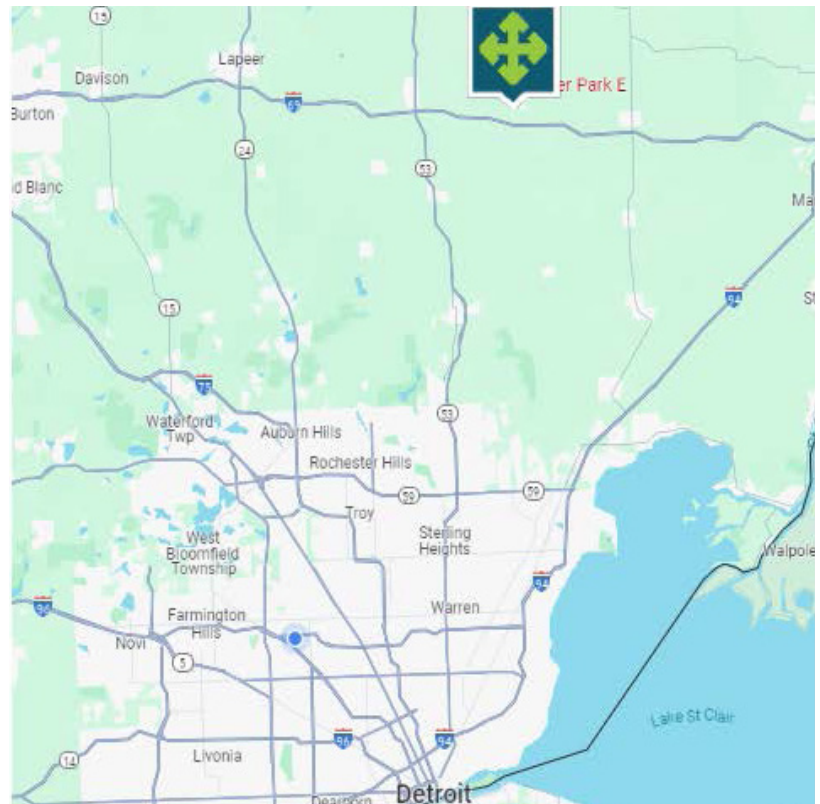 15
Lapeer
Davison
er Park E
69
Burton
24
53
nd Blanc
Ma
94
St
15
75
53
Waterford
Twp
Auburn Hills
Rochester Hills
59
59
Troy
West
Bloomfield
Township
Sterling
Heights
Walpole
94
96
Farmington
Hills
Warren
Novi
5
Lake St Clair
96
94
Livonia
14
Dearborn
Detroit